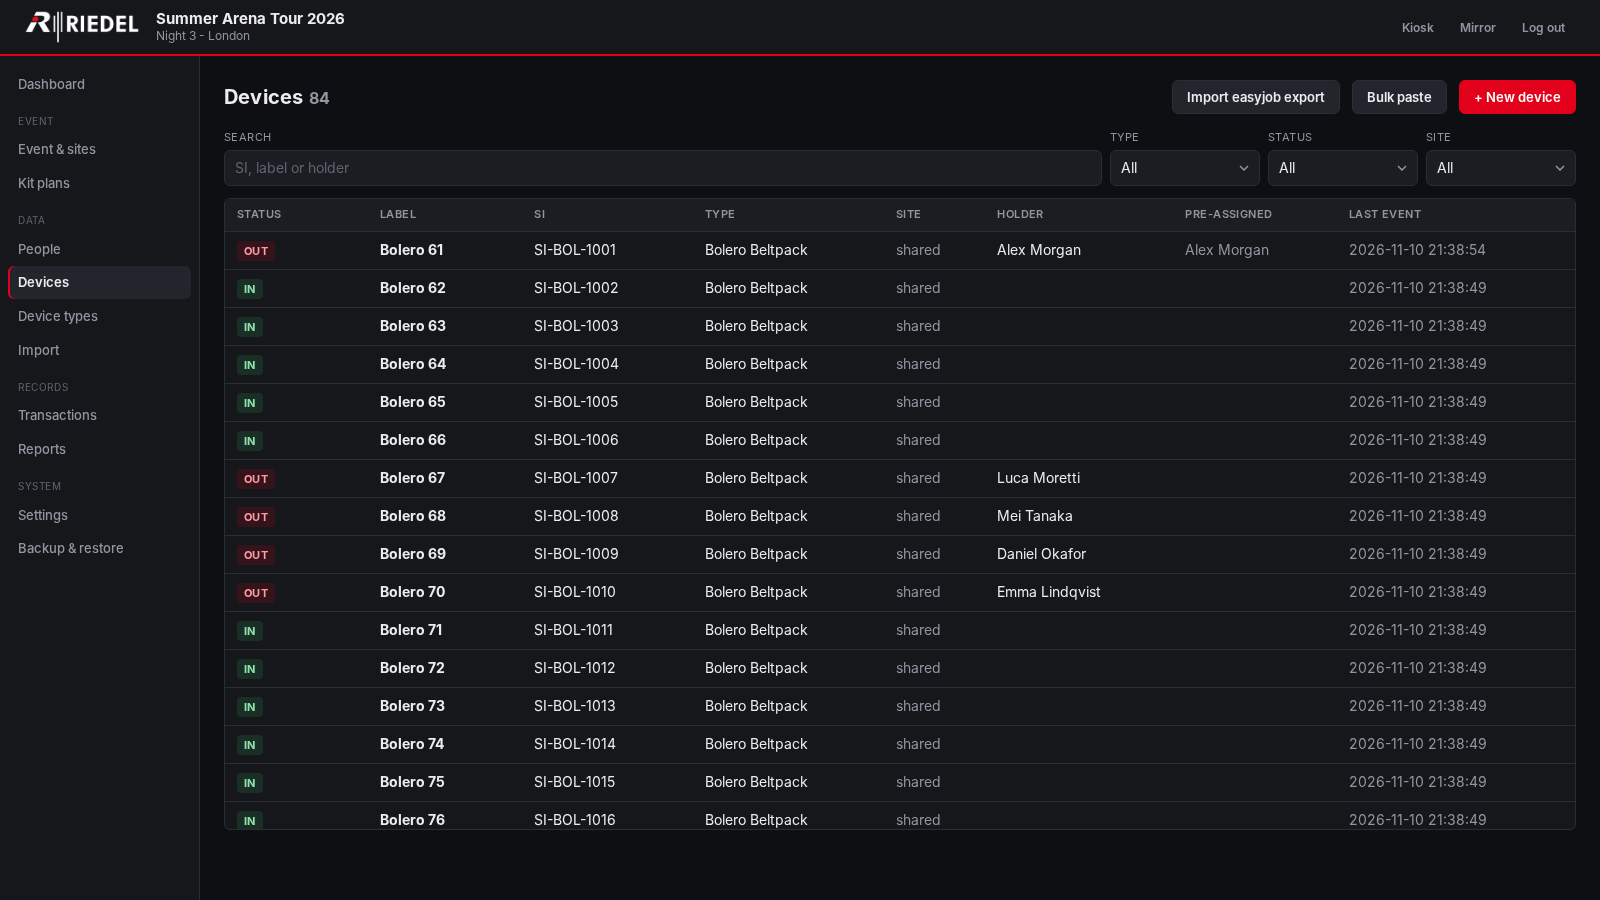 RIEDEL
Summer Arena Tour 2026
Night 3 - London
Kiosk Mirror Log out
Dashboard
EVENT
Event & sites
Kit plans
DATA
People
Devices
Device types
Import
RECORDS
Transactions
Reports
SYSTEM
Settings
Backup & restore
Devices 84
Import easyjob export Bulk paste + New device
SEARCH TYPE STATUS SITE
SI, label or holder All All All
STATUS LABEL SI TYPE SITE HOLDER PRE-ASSIGNED LAST EVENT
OUT Bolero 61 SI-BOL-1001 Bolero Beltpack shared Alex Morgan Alex Morgan 2026-11-10 21:38:54
IN Bolero 62 SI-BOL-1002 Bolero Beltpack shared 2026-11-10 21:38:49
IN Bolero 63 SI-BOL-1003 Bolero Beltpack shared 2026-11-10 21:38:49
IN Bolero 64 SI-BOL-1004 Bolero Beltpack shared 2026-11-10 21:38:49
IN Bolero 65 SI-BOL-1005 Bolero Beltpack shared 2026-11-10 21:38:49
IN Bolero 66 SI-BOL-1006 Bolero Beltpack shared 2026-11-10 21:38:49
OUT Bolero 67 SI-BOL-1007 Bolero Beltpack shared Luca Moretti 2026-11-10 21:38:49
OUT Bolero 68 SI-BOL-1008 Bolero Beltpack shared Mei Tanaka 2026-11-10 21:38:49
OUT Bolero 69 SI-BOL-1009 Bolero Beltpack shared Daniel Okafor 2026-11-10 21:38:49
OUT Bolero 70 SI-BOL-1010 Bolero Beltpack shared Emma Lindqvist 2026-11-10 21:38:49
IN Bolero 71 SI-BOL-1011 Bolero Beltpack shared 2026-11-10 21:38:49
IN Bolero 72 SI-BOL-1012 Bolero Beltpack shared 2026-11-10 21:38:49
IN Bolero 73 SI-BOL-1013 Bolero Beltpack shared 2026-11-10 21:38:49
IN Bolero 74 SI-BOL-1014 Bolero Beltpack shared 2026-11-10 21:38:49
IN Bolero 75 SI-BOL-1015 Bolero Beltpack shared 2026-11-10 21:38:49
IN Bolero 76 SI-BOL-1016 Bolero Beltpack shared 2026-11-10 21:38:49